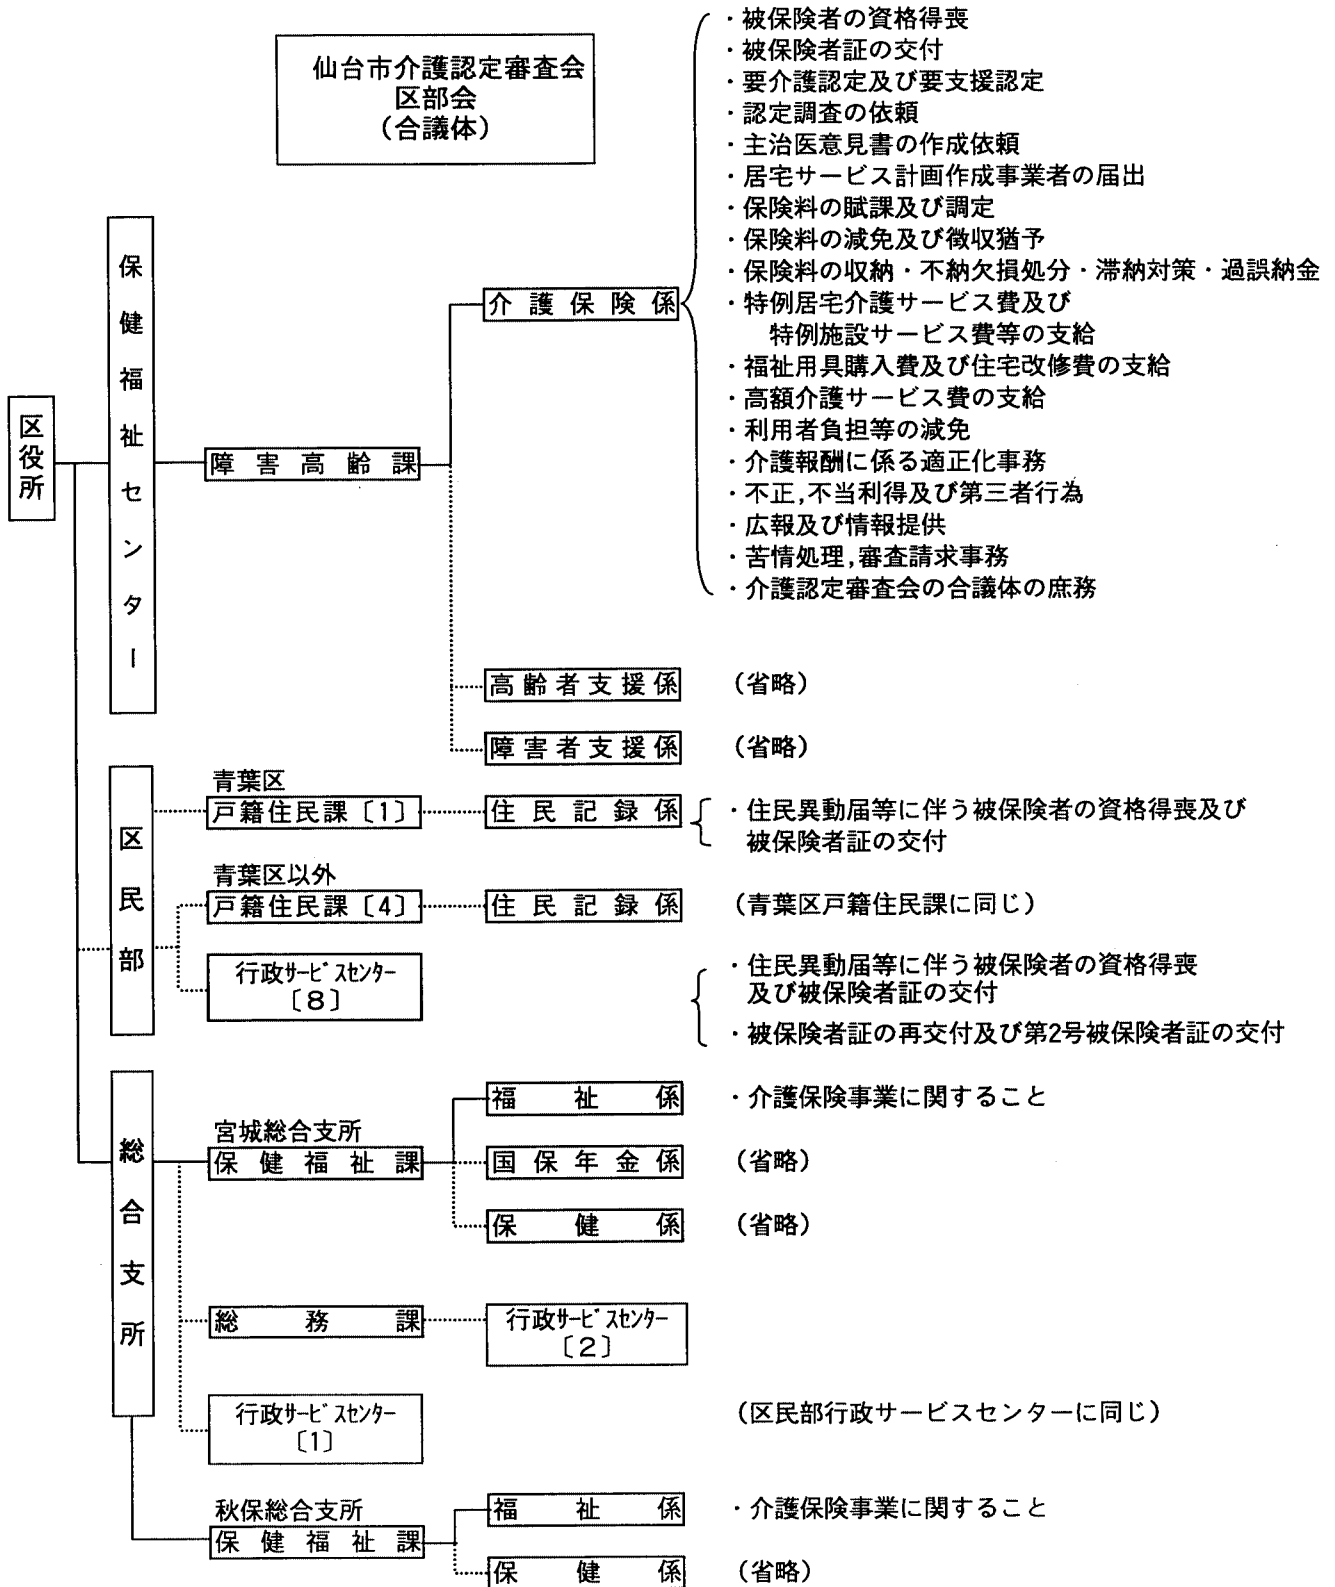 仙台市介護認定審査会
区部会
（合議体）
区役所
保健福祉センター
障害高齢課
介護保険係
・被保険者の資格得喪
・被保険者証の交付
・要介護認定及び要支援認定
・認定調査の依頼
・主治医意見書の作成依頼
・居宅サービス計画作成事業者の届出
・保険料の賦課及び調定
・保険料の減免及び徴収猶予
・保険料の収納・不納欠損処分・滞納対策・過誤納金
・特例居宅介護サービス費及び
特例施設サービス費等の支給
・福祉用具購入費及び住宅改修費の支給
・高額介護サービス費の支給
・利用者負担等の減免
・介護報酬に係る適正化事務
・不正,不当利得及び第三者行為
・広報及び情報提供
・苦情処理,審査請求事務
・介護認定審査会の合議体の庶務
高齢者支援係
（省略）
障害者支援係
（省略）
区民部
青葉区
戸籍住民課〔1〕
住民記録係
・住民異動届等に伴う被保険者の資格得喪及び
被保険者証の交付
青葉区以外
戸籍住民課〔4〕
住民記録係
（青葉区戸籍住民課に同じ）
行政ｻｰﾋﾞｽｾﾝﾀｰ
〔8〕
・住民異動届等に伴う被保険者の資格得喪
及び被保険者証の交付
・被保険者証の再交付及び第2号被保険者証の交付
総合支所
宮城総合支所
保健福祉課
福祉係
・介護保険事業に関すること
国保年金係
（省略）
保健係
（省略）
総務課
行政ｻｰﾋﾞｽｾﾝﾀｰ
〔2〕
行政ｻｰﾋﾞｽｾﾝﾀｰ
〔1〕
（区民部行政サービスセンターに同じ）
秋保総合支所
保健福祉課
福祉係
・介護保険事業に関すること
保健係
（省略）